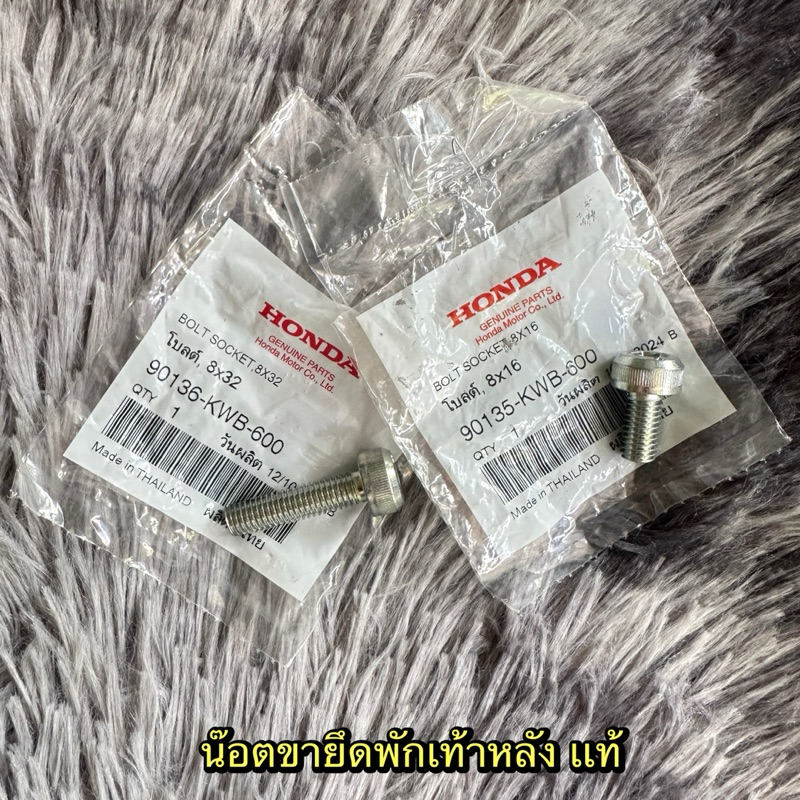 HONDA
GENUINE PARTS
Honda Motor Co., Ltd.
BOLT SOCKET, 8X32
โบลต์, 8x32
90136-KWB-600
QTY 1
วันผลิต 12/10
Made in THAILAND
HONDA
GENUINE PARTS
Honda Motor Co., Ltd.
BOLT SOCKET, 8X16
โบลต์, 8x16
90135-KWB-600
2024 B
QTY 1
วันผลิต
Made in THAILAND
น๊อตขายึดพักเท้าหลัง แท้